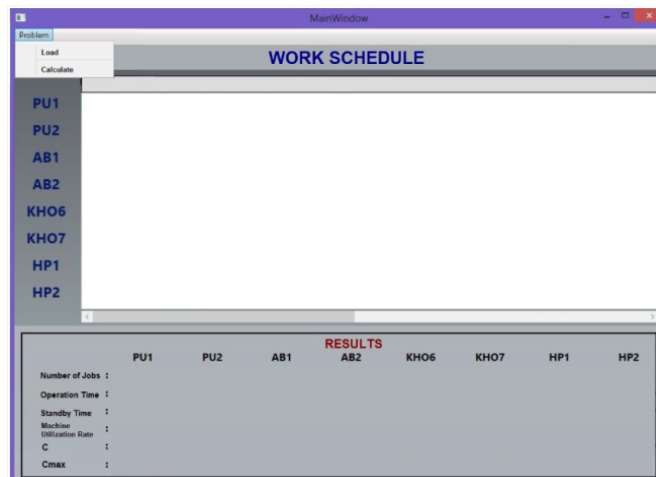 MainWindow
Problem
Load
Calculate
WORK SCHEDULE
PU1
PU2
AB1
AB2
KHO6
KHO7
HP1
HP2
RESULTS
PU1 PU2 AB1 AB2 KHO6 KHO7 HP1 HP2
Number of Jobs :
Operation Time :
Standby Time :
Machine
Utillization Rate :
C :
Cmax :